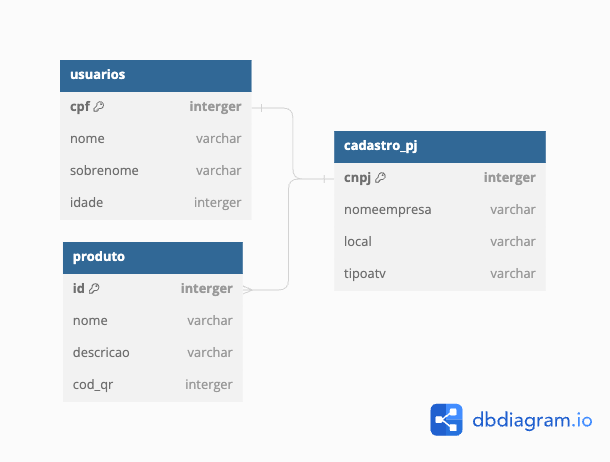 usuarios
cpf interger
nome varchar
sobrenome varchar
idade interger
produto
id interger
nome varchar
descricao varchar
cod_qr interger
cadastro_pj
cnpj interger
nomeempresa varchar
local varchar
tipoatv varchar
dbdiagram.io